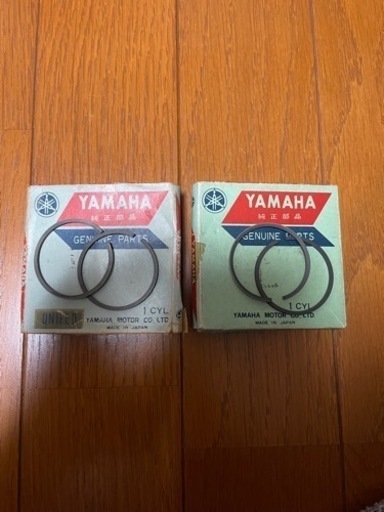 YAMAHA
純正部品
GENUINE PARTS
1 CYL.
YAMAHA MOTOR CO. LTD
MADE IN JAPAN
YAMAHA
純正部品
GENUINE PARTS
1 CYL.
YAMAHA MOTOR CO. LTD
MADE IN JAPAN